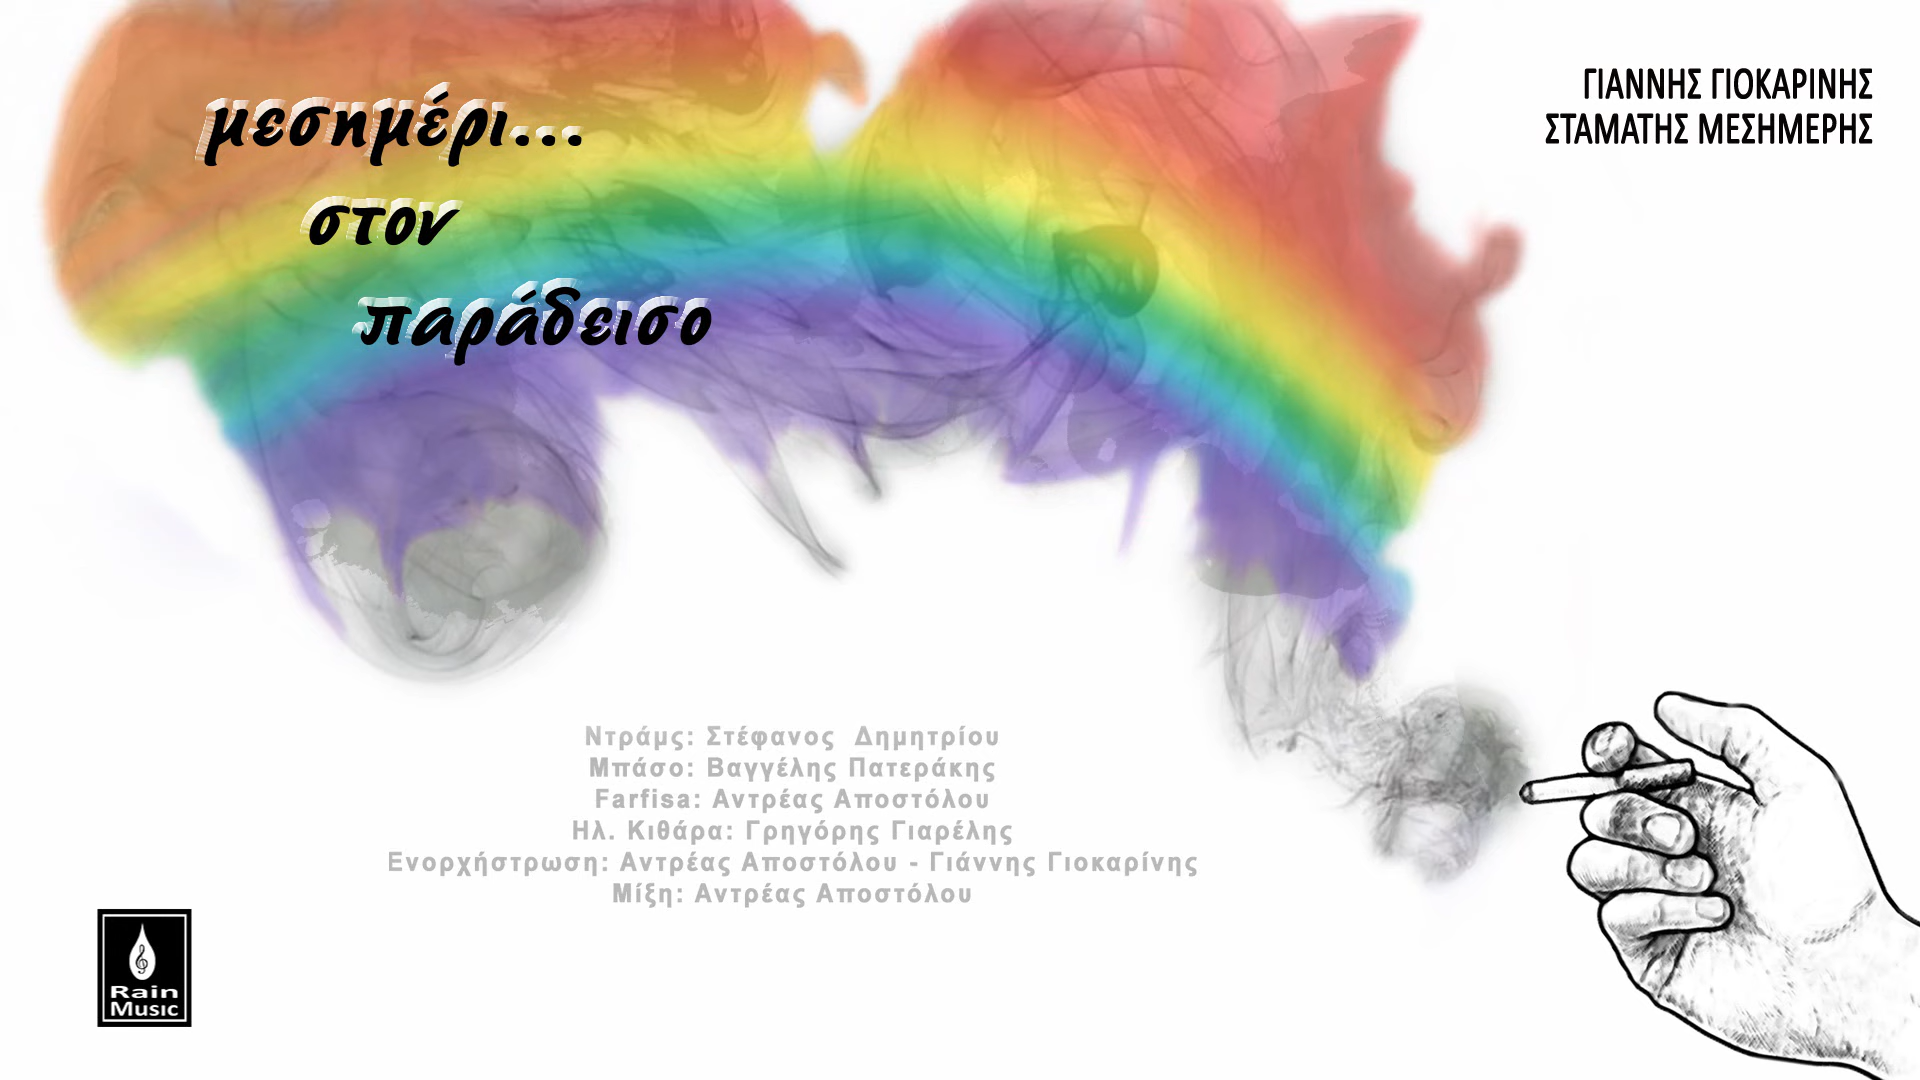 μεσημέρι...
στον
παράδεισο
ΓΙΑΝΝΗΣ ΓΙΟΚΑΡΙΝΗΣ
ΣΤΑΜΑΤΗΣ ΜΕΣΗΜΕΡΗΣ
Ντράμς: Στέφανος Δημητρίου
Μπάσο: Βαγγέλης Πατεράκης
Farfisa: Αντρέας Αποστόλου
Ηλ. Κιθάρα: Γρηγόρης Γιαρέλης
Ενορχήστρωση: Αντρέας Αποστόλου - Γιάννης Γιοκαρίνης
Μίξη: Αντρέας Αποστόλου
Rain
Music